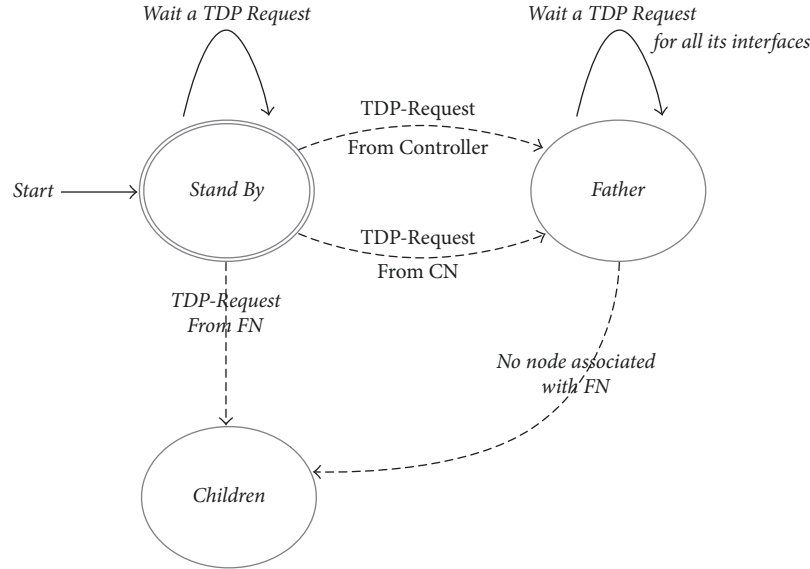 Wait a TDP Request
Wait a TDP Request
for all its interfaces
TDP-Request
From Controller
Start
Stand By
Father
TDP-Request
From CN
TDP-Request
From FN
No node associated
with FN
Children